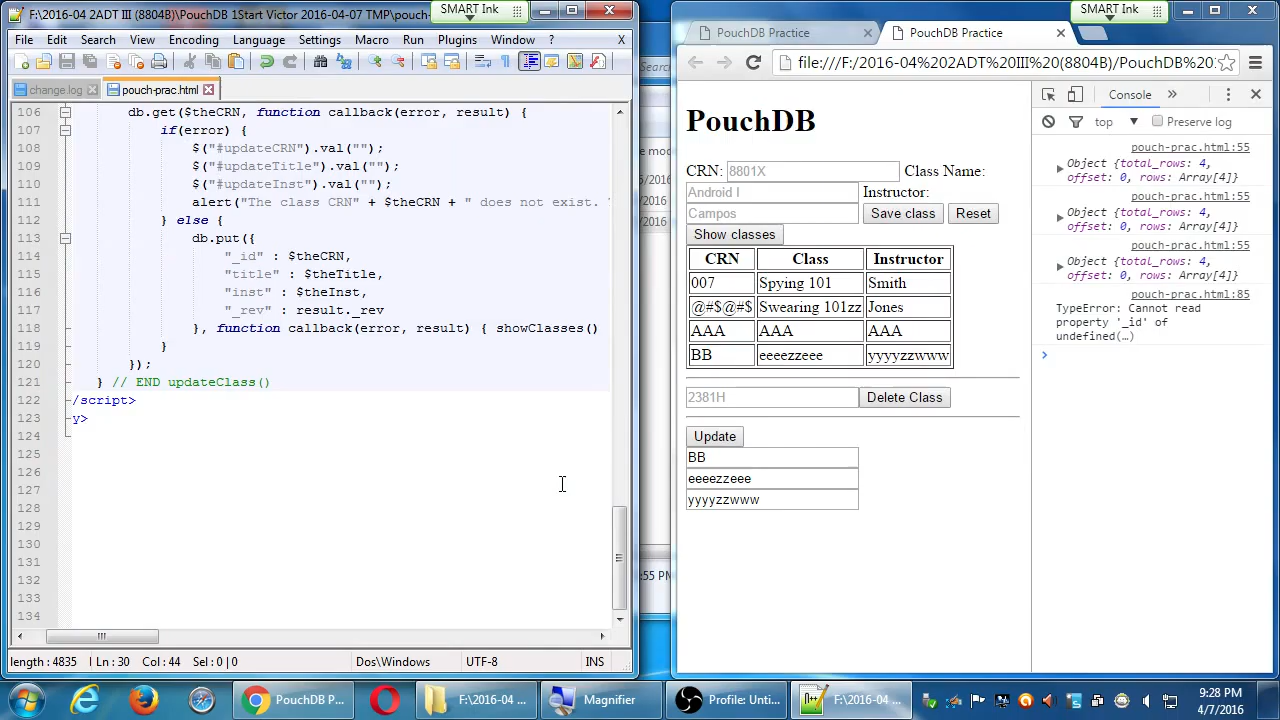 F:\2016-04 2ADT III (8804B)\PouchDB 1Start Victor 2016-04-07 TMP\pouch-
SMART Ink
File Edit Search View Encoding Language Settings Macro Run Plugins Window ? X
change.log pouch-prac.html
106 db.get($theCRN, function callback(error, result) {
107 if(error) {
108 $("#updateCRN").val("");
109 $("#updateTitle").val("");
110 $("#updateInst").val("");
111 alert("The class CRN" + $theCRN + " does not exist.
112 } else {
113 db.put({
114 "_id" : $theCRN,
115 "title" : $theTitle,
116 "inst" : $theInst,
117 "_rev" : result._rev
118 }, function callback(error, result) { showClasses()
119 }
120 });
121 } // END updateClass()
122 /script>
123 y>
124
125
126
127
128
129
130
131
132
133
134
length : 4835 Ln : 30 Col : 44 Sel : 0 | 0 Dos\Windows UTF-8 INS
SMART Ink
PouchDB Practice PouchDB Practice
file:///F:/2016-04%202ADT%20III%20(8804B)/PouchDB%20
PouchDB
CRN: 8801X Class Name:
Android I Instructor:
Campos Save class Reset
Show classes
CRN Class Instructor
007 Spying 101 Smith
@#$@#$ Swearing 101zz Jones
AAA AAA AAA
BB eeeezzeee yyyyzzwww
2381H Delete Class
Update
BB
eeeezzeee
yyyyzzwww
Console
top Preserve log
pouch-prac.html:55
Object {total_rows: 4,
offset: 0, rows: Array[4]}
pouch-prac.html:55
Object {total_rows: 4,
offset: 0, rows: Array[4]}
pouch-prac.html:55
Object {total_rows: 4,
offset: 0, rows: Array[4]}
pouch-prac.html:85
TypeError: Cannot read
property '_id' of
undefined(…)
PouchDB P... F:\2016-04 ... Magnifier Profile: Unti... F:\2016-04 ...
9:28 PM
4/7/2016